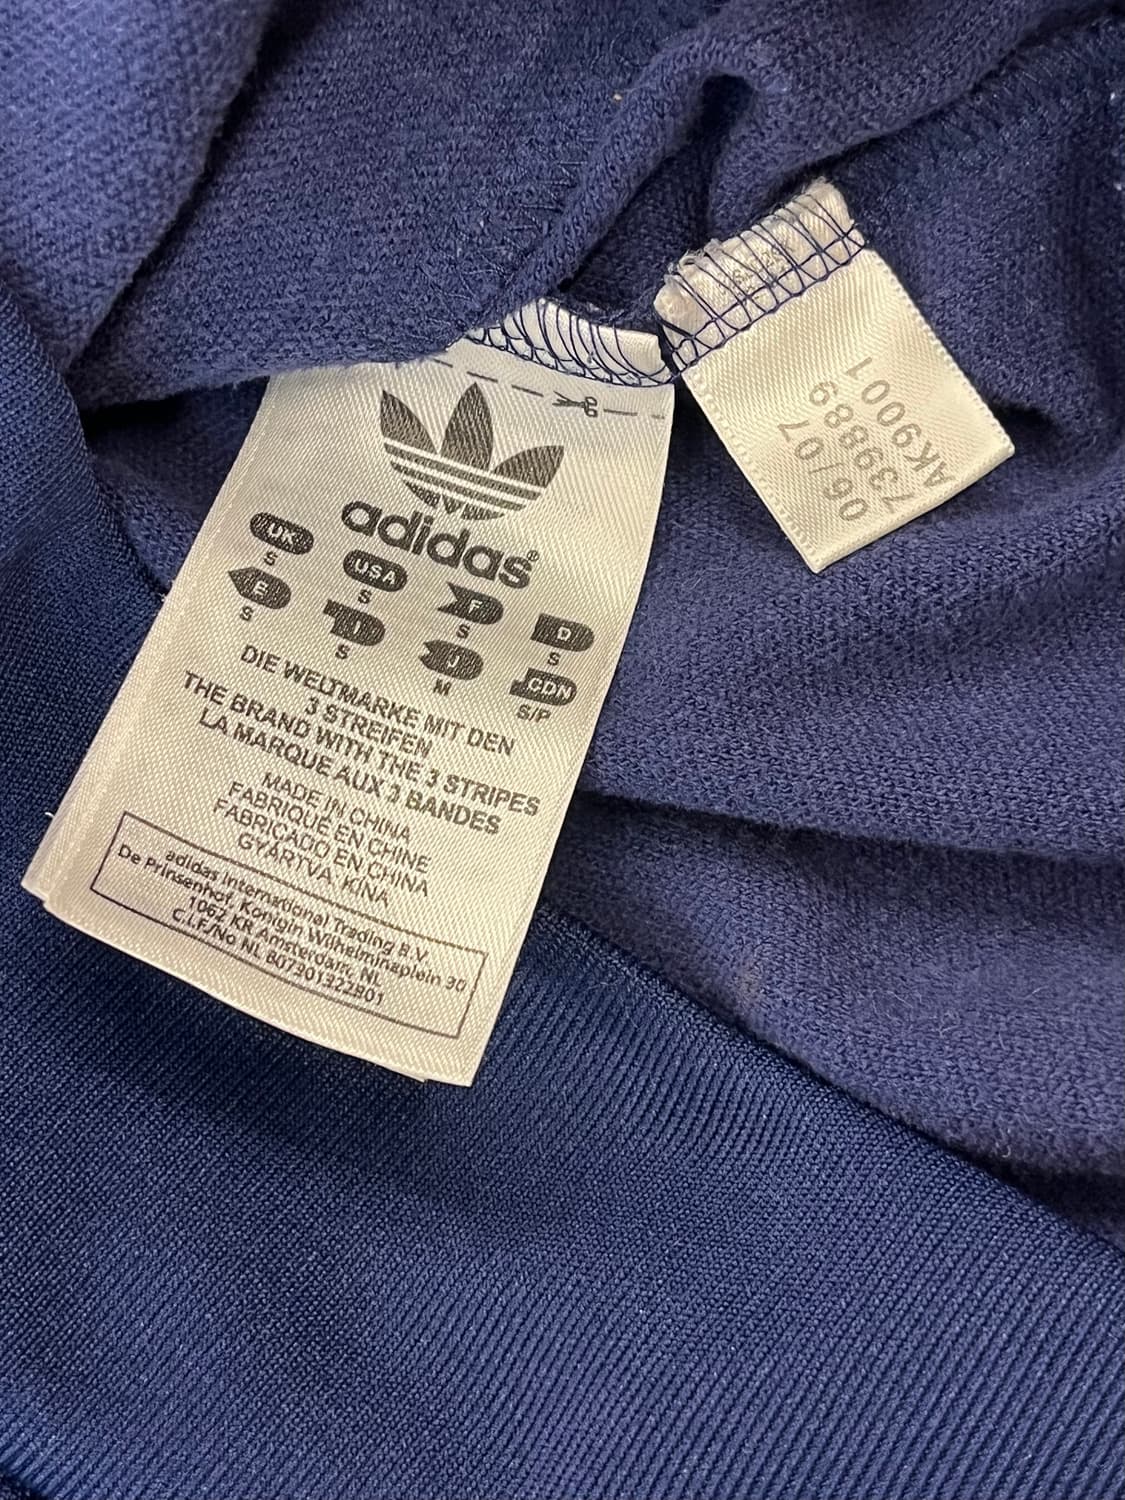 adidas®
UK USA F D
S S S S
E I J CDN
S S M S/P
DIE WELTMARKE MIT DEN
3 STREIFEN
THE BRAND WITH THE 3 STRIPES
LA MARQUE AUX 3 BANDES
MADE IN CHINA
FABRIQUÉ EN CHINE
FABRICADO EN CHINA
GYÁRTVA: KÍNA
adidas International Trading B.V.
De Prinsenhof, Koningin Wilhelminaplein 30
1062 KR Amsterdam, NL
C.I.F./No NL 807301322B01
06/07
739889
AK9001